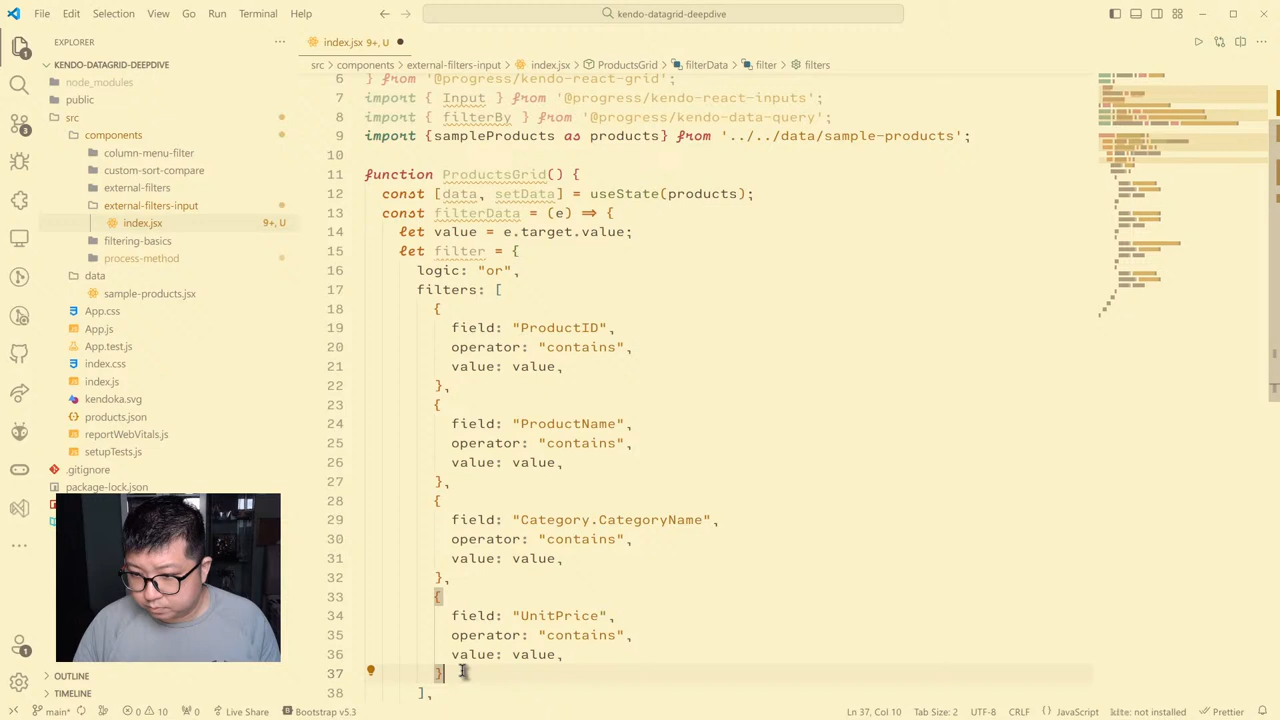 File Edit Selection View Go Run Terminal Help
kendo-datagrid-deepdive
EXPLORER
KENDO-DATAGRID-DEEPDIVE
node_modules
public
src
components
column-menu-filter
custom-sort-compare
external-filters
external-filters-input
index.jsx 9+, U
filtering-basics
process-method
data
sample-products.jsx
App.css
App.js
App.test.js
index.css
index.js
kendoka.svg
products.json
reportWebVitals.js
setupTests.js
.gitignore
package-lock.json
OUTLINE
TIMELINE
index.jsx 9+, U
src > components > external-filters-input > index.jsx > ProductsGrid > filterData > filter > filters
6 } from '@progress/kendo-react-grid';
7 import { Input } from '@progress/kendo-react-inputs';
8 import { filterBy } from '@progress/kendo-data-query';
9 import {sampleProducts as products} from '../../data/sample-products';
10
11 function ProductsGrid() {
12 const [data, setData] = useState(products);
13 const filterData = (e) => {
14 let value = e.target.value;
15 let filter = {
16 logic: "or",
17 filters: [
18 {
19 field: "ProductID",
20 operator: "contains",
21 value: value,
22 },
23 {
24 field: "ProductName",
25 operator: "contains",
26 value: value,
27 },
28 {
29 field: "Category.CategoryName",
30 operator: "contains",
31 value: value,
32 },
33 {
34 field: "UnitPrice",
35 operator: "contains",
36 value: value,
37 }
38 ],
main* 0 10 0 Live Share Bootstrap v5.3 Ln 37, Col 10 Tab Size: 2 UTF-8 CRLF JavaScript kite: not installed Prettier